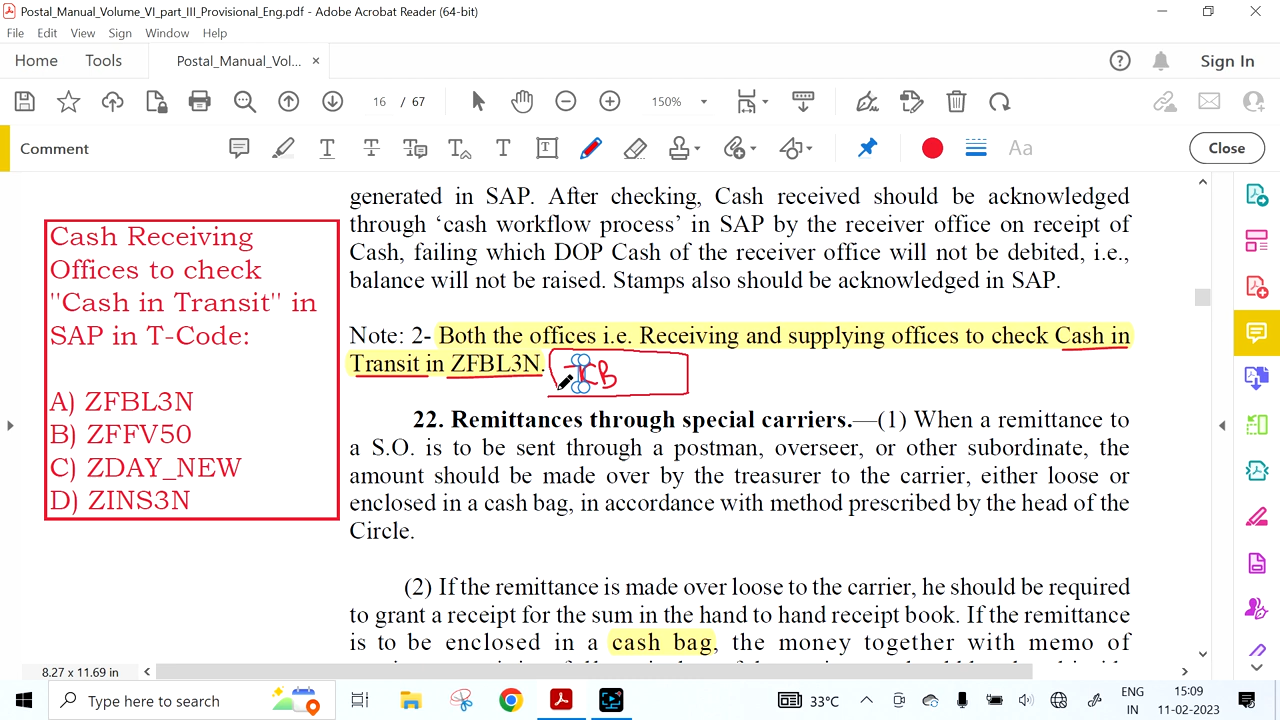 Postal_Manual_Volume_VI_part_III_Provisional_Eng.pdf - Adobe Acrobat Reader (64-bit)
File Edit View Sign Window Help
Home Tools Postal_Manual_Vol... × Sign In
16 / 67 150%
Comment Aa Close
generated in SAP. After checking, Cash received should be acknowledged
through ‘cash workflow process’ in SAP by the receiver office on receipt of
Cash, failing which DOP Cash of the receiver office will not be debited, i.e.,
balance will not be raised. Stamps also should be acknowledged in SAP.
Cash Receiving
Offices to check
"Cash in Transit" in
SAP in T-Code:
A) ZFBL3N
B) ZFFV50
C) ZDAY_NEW
D) ZINS3N
Note: 2- Both the offices i.e. Receiving and supplying offices to check Cash in
Transit in ZFBL3N.
22. Remittances through special carriers.—(1) When a remittance to
a S.O. is to be sent through a postman, overseer, or other subordinate, the
amount should be made over by the treasurer to the carrier, either loose or
enclosed in a cash bag, in accordance with method prescribed by the head of the
Circle.
(2) If the remittance is made over loose to the carrier, he should be required
to grant a receipt for the sum in the hand to hand receipt book. If the remittance
is to be enclosed in a cash bag, the money together with memo of
8.27 x 11.69 in
Type here to search
33°C
ENG
IN
15:09
11-02-2023